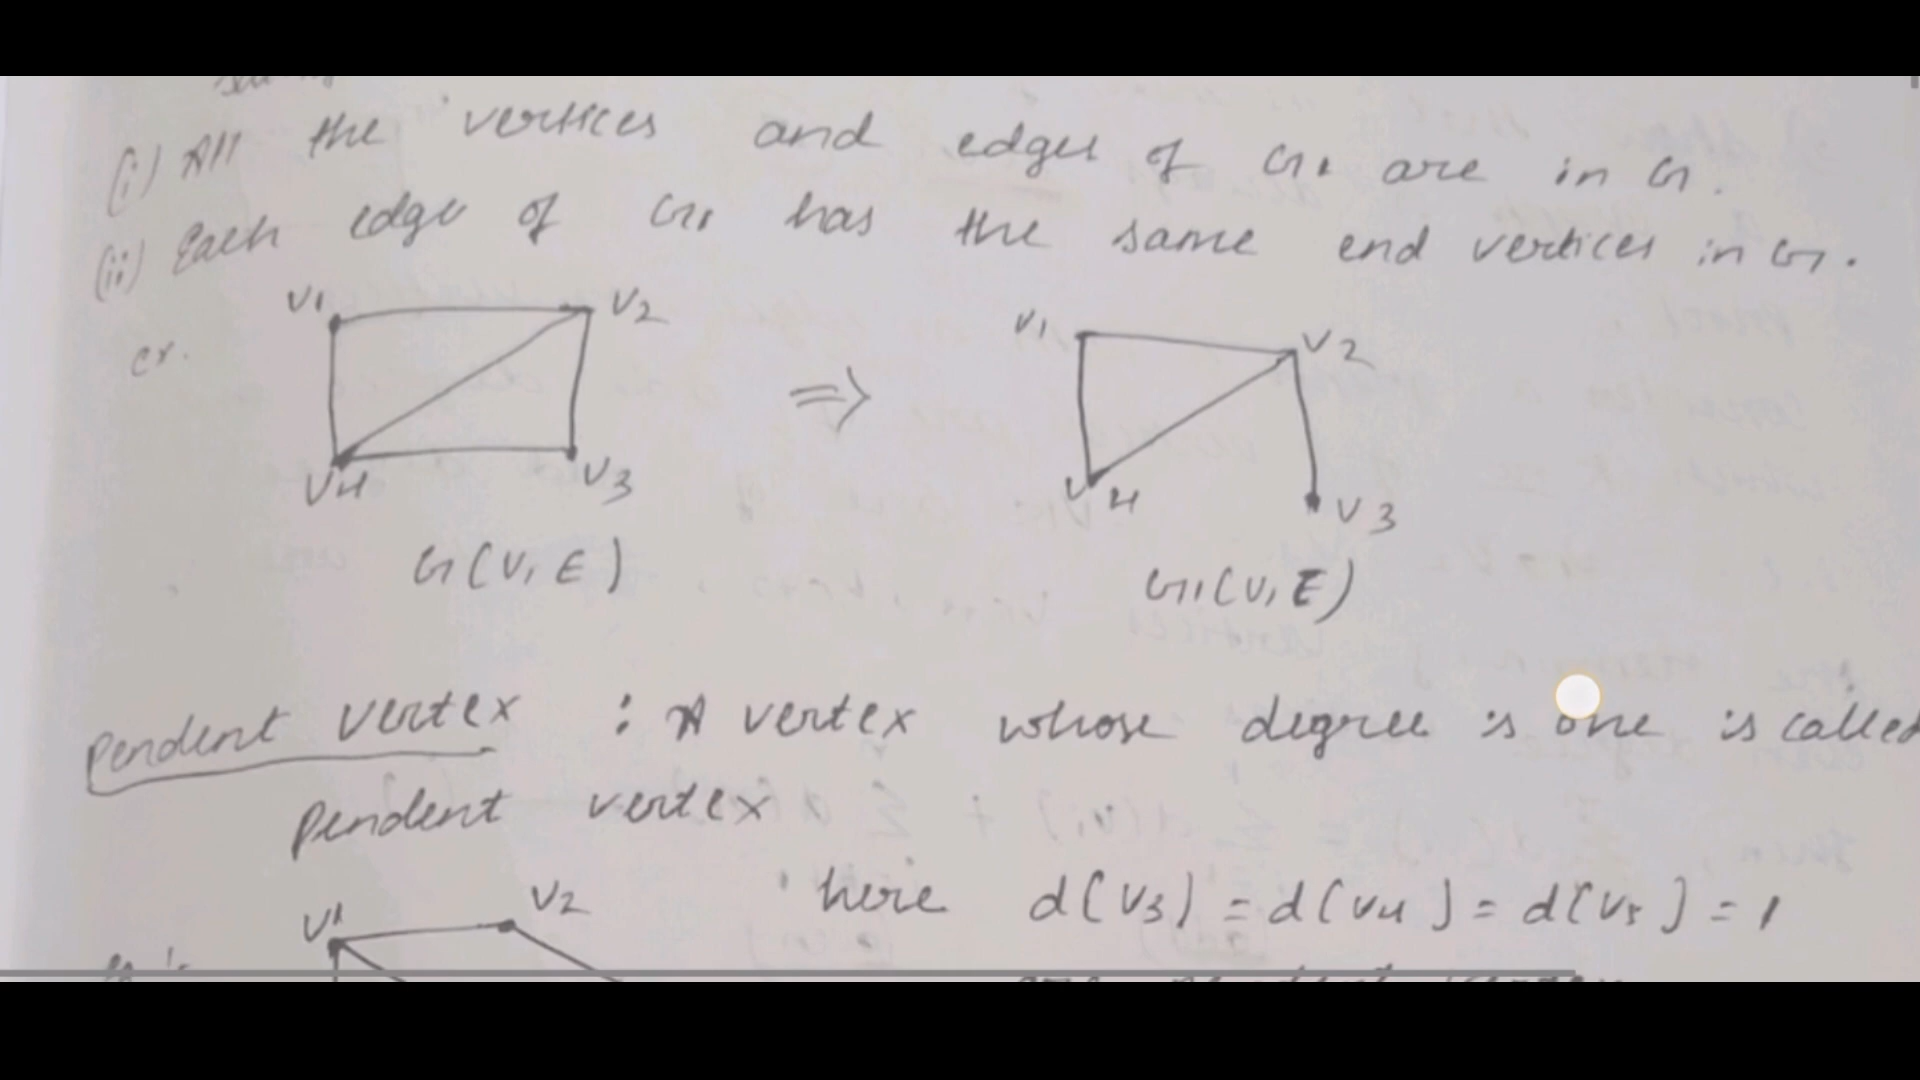 (i) All the vertices and edges of G1 are in G.
(ii) Each edge of G1 has the same end vertices in G.
ex.
V1 V2
V4 V3
G(V, E)
=>
V1 V2
V4 V3
G1(V, E)
Pendent vertex : A vertex whose degree is one is called
Pendent vertex
here d(V3) = d(V4) = d(V5) = 1
V1 V2